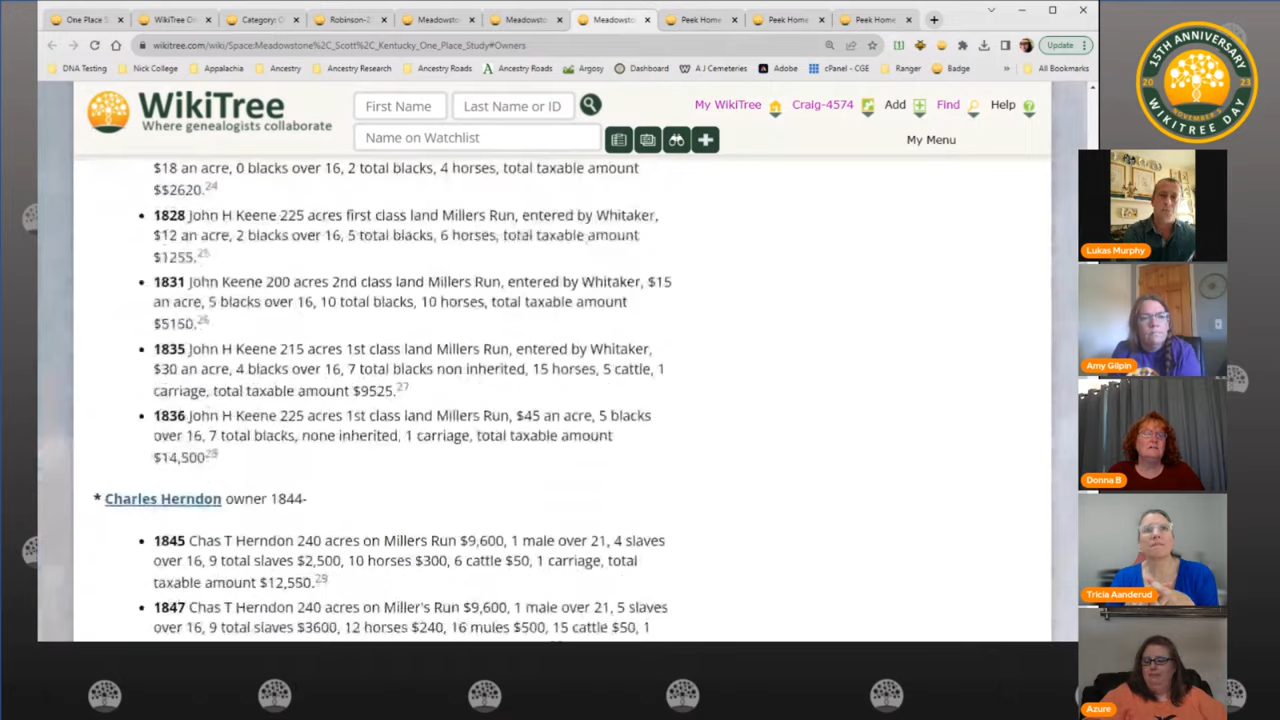 One Place S
WikiTree O
Category: O
Robinson-2
Meadowsto
Meadowsto
Meadowsto
Peek Home
Peek Home
Peek Home
wikitree.com/wiki/Space:Meadowstone%2C_Scott%2C_Kentucky_One_Place_Study#Owners
Update
DNA Testing
Nick College
Appalachia
Ancestry
Ancestry Research
Ancestry Roads
Ancestry Roads
Argosy
Dashboard
A J Cemeteries
Adobe
cPanel - CGE
Ranger
Badge
All Bookmarks
WikiTree
Where genealogists collaborate
First Name
Last Name or ID
Name on Watchlist
My WikiTree
Craig-4574
Add
Find
Help
My Menu
$18 an acre, 0 blacks over 16, 2 total blacks, 4 horses, total taxable amount
$$2620.24
• 1828 John H Keene 225 acres first class land Millers Run, entered by Whitaker,
$12 an acre, 2 blacks over 16, 5 total blacks, 6 horses, total taxable amount
$1255.25
• 1831 John Keene 200 acres 2nd class land Millers Run, entered by Whitaker, $15
an acre, 5 blacks over 16, 10 total blacks, 10 horses, total taxable amount
$5150.26
• 1835 John H Keene 215 acres 1st class land Millers Run, entered by Whitaker,
$30 an acre, 4 blacks over 16, 7 total blacks non inherited, 15 horses, 5 cattle, 1
carriage, total taxable amount $9525.27
• 1836 John H Keene 225 acres 1st class land Millers Run, $45 an acre, 5 blacks
over 16, 7 total blacks, none inherited, 1 carriage, total taxable amount
$14,50028
* Charles Herndon owner 1844-
• 1845 Chas T Herndon 240 acres on Millers Run $9,600, 1 male over 21, 4 slaves
over 16, 9 total slaves $2,500, 10 horses $300, 6 cattle $50, 1 carriage, total
taxable amount $12,550.29
• 1847 Chas T Herndon 240 acres on Miller's Run $9,600, 1 male over 21, 5 slaves
over 16, 9 total slaves $3600, 12 horses $240, 16 mules $500, 15 cattle $50, 1
15TH ANNIVERSARY
20 23
NOVEMBER 5
WIKITREE DAY
Lukas Murphy
Amy Gilpin
Donna B
Tricia Aanderud
Azure